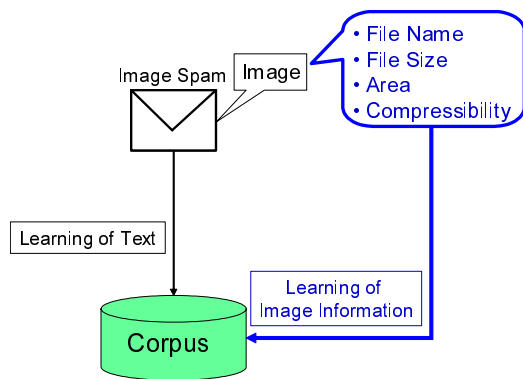 Image Spam
Image
• File Name
• File Size
• Area
• Compressibility
Learning of Text
Learning of
Image Information
Corpus